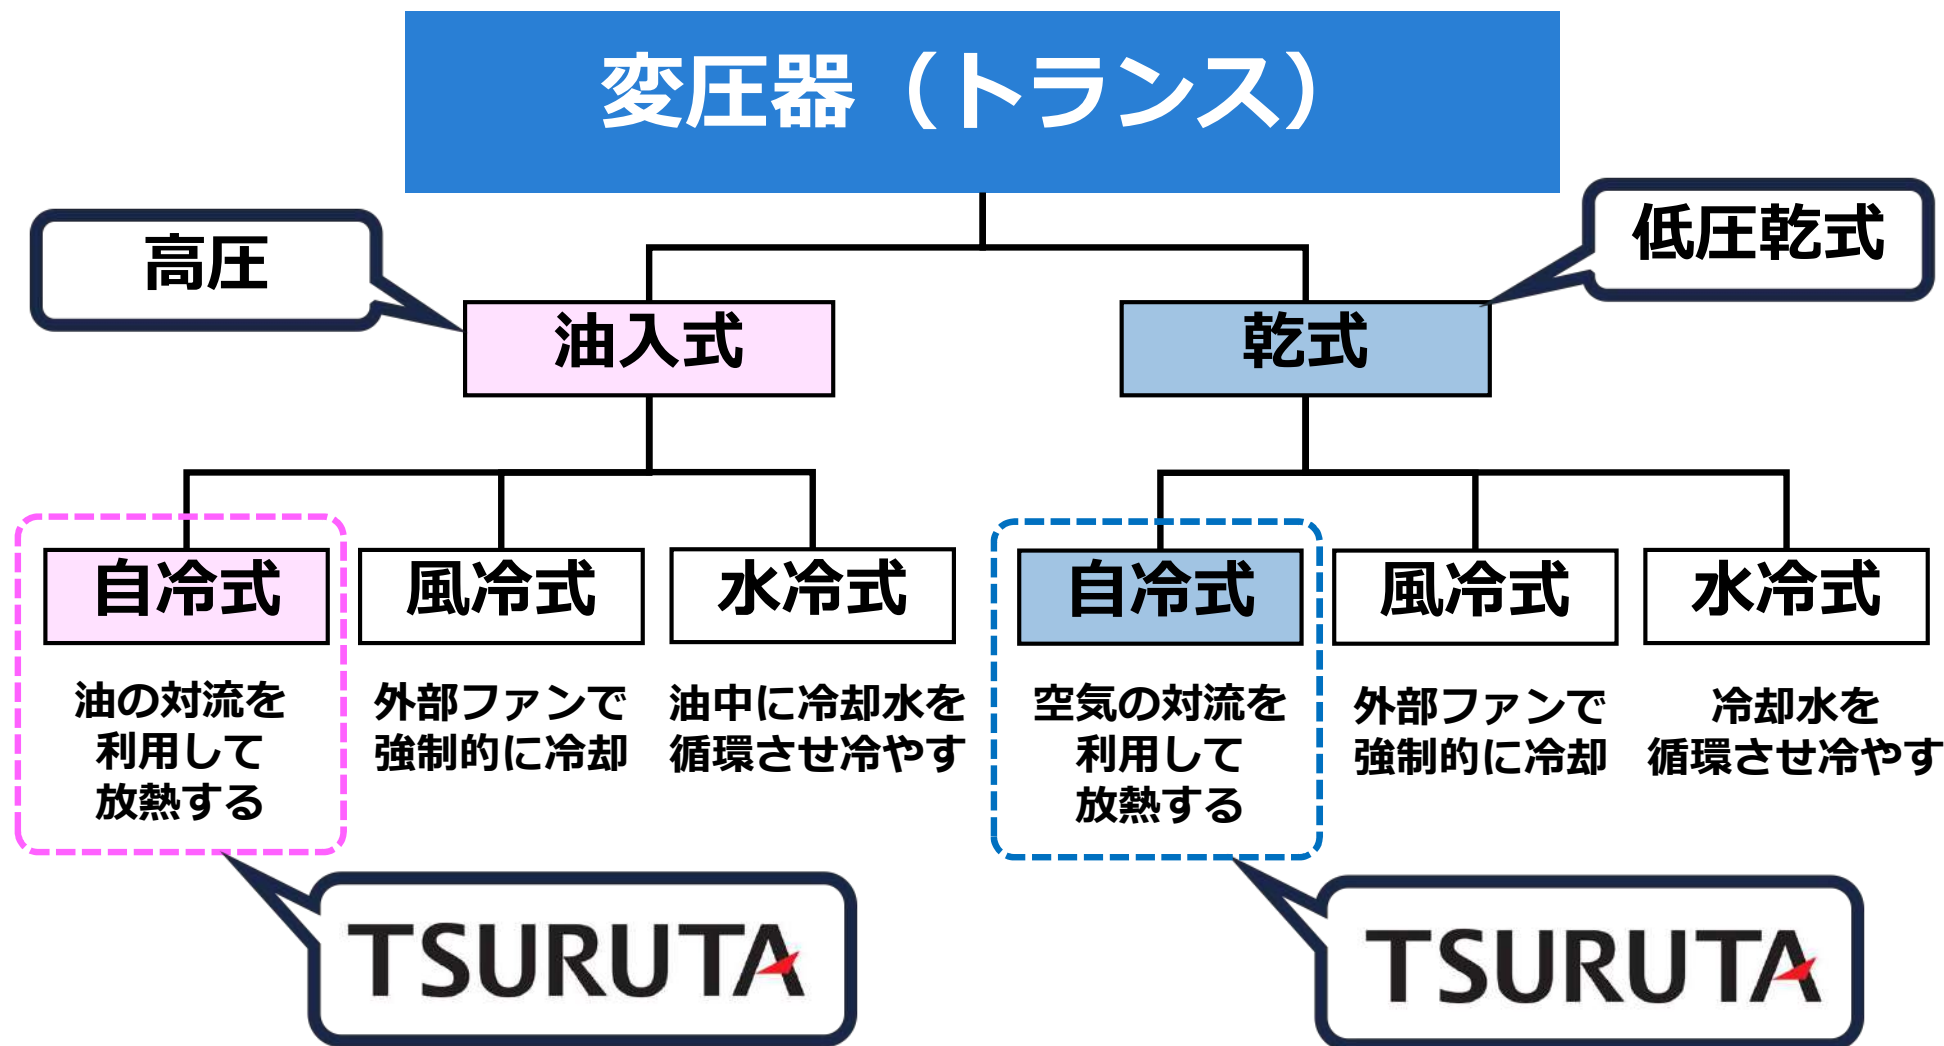 変圧器（トランス）
高圧
低圧乾式
油入式
乾式
自冷式
風冷式
水冷式
自冷式
風冷式
水冷式
油の対流を
利用して
放熱する
外部ファンで
強制的に冷却
油中に冷却水を
循環させ冷やす
空気の対流を
利用して
放熱する
外部ファンで
強制的に冷却
冷却水を
循環させ冷やす
TSURUTA
TSURUTA